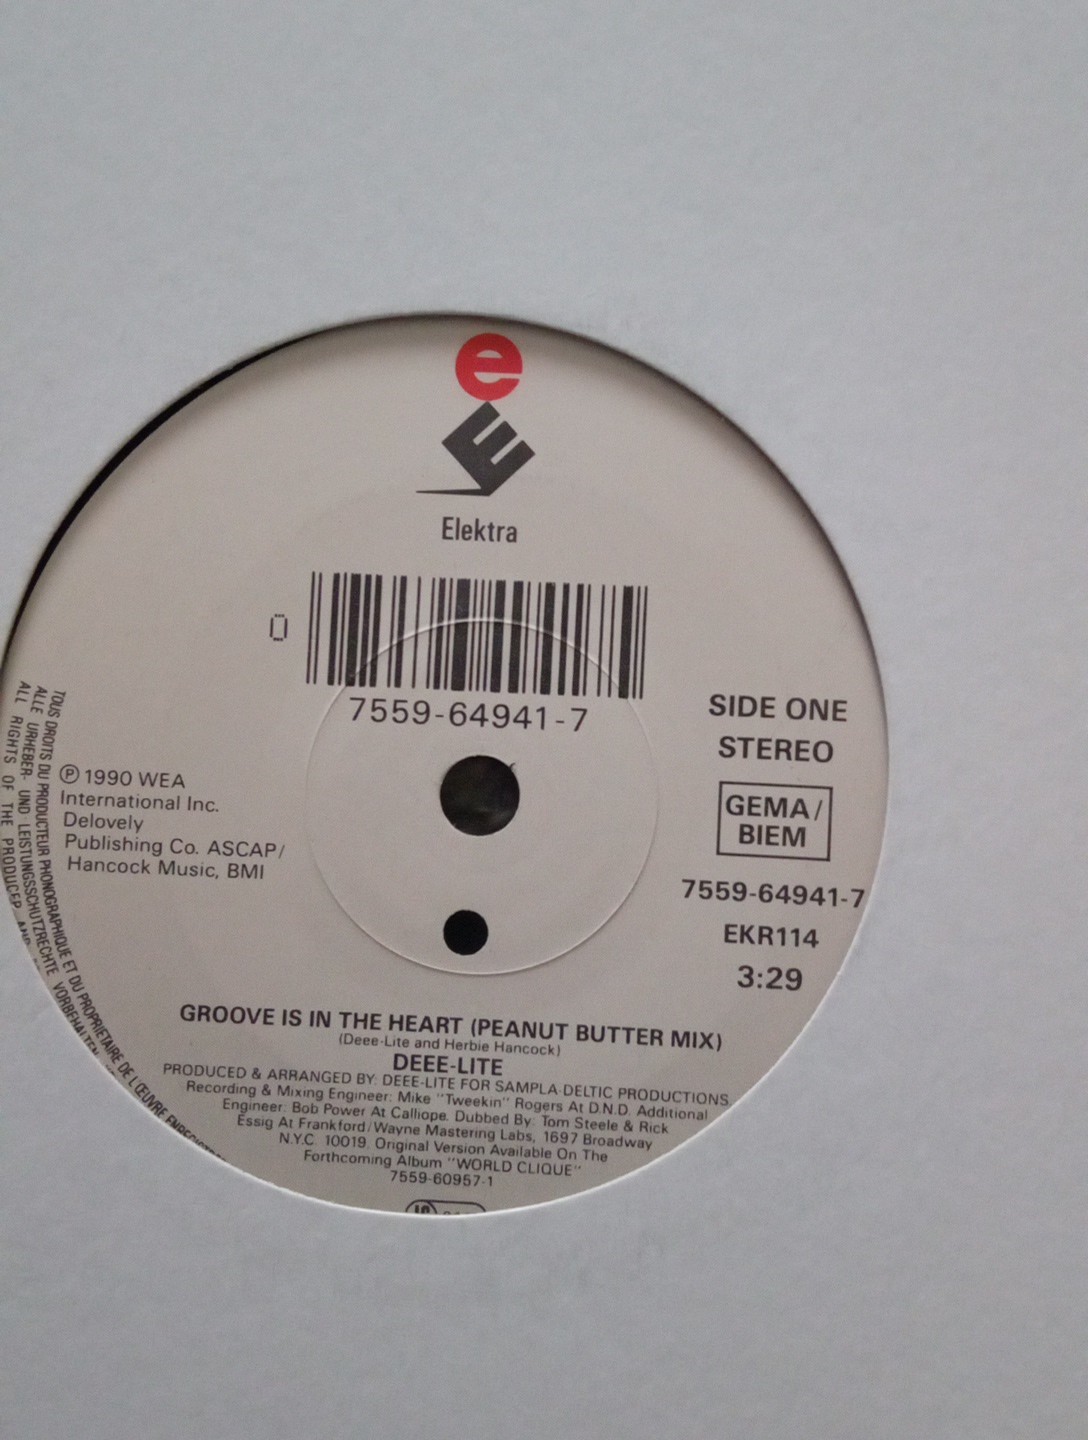 e
E
Elektra
0
7559-64941-7
SIDE ONE
STEREO
GEMA/
BIEM
7559-64941-7
EKR114
3:29
℗ 1990 WEA
International Inc.
Delovely
Publishing Co. ASCAP/
Hancock Music, BMI
TOUS DROITS DU PRODUCTEUR PHONOGRAPHIQUE ET DU PROPRIETAIRE DE L'ŒUVRE
ALLE URHEBER- UND LEISTUNGSSCHUTZRECHTE
ALL RIGHTS OF THE PRODUCER
GROOVE IS IN THE HEART (PEANUT BUTTER MIX)
(Deee-Lite and Herbie Hancock)
DEEE-LITE
PRODUCED & ARRANGED BY: DEEE-LITE FOR SAMPLA-DELTIC PRODUCTIONS.
Recording & Mixing Engineer: Mike "Tweekin" Rogers At D.N.D. Additional
Engineer: Bob Power At Calliope. Dubbed By: Tom Steele & Rick
Essig At Frankford/Wayne Mastering Labs, 1697 Broadway
N.Y.C. 10019. Original Version Available On The
Forthcoming Album "WORLD CLIQUE"
7559-60957-1